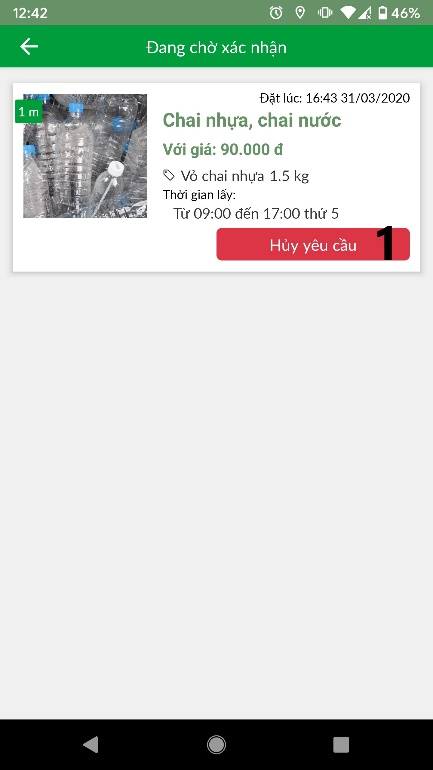 12:42
46%
Đang chờ xác nhận
Đặt lúc: 16:43 31/03/2020
1 m
Chai nhựa, chai nước
Với giá: 90.000 đ
Vỏ chai nhựa 1.5 kg
Thời gian lấy:
Từ 09:00 đến 17:00 thứ 5
Hủy yêu cầu
1